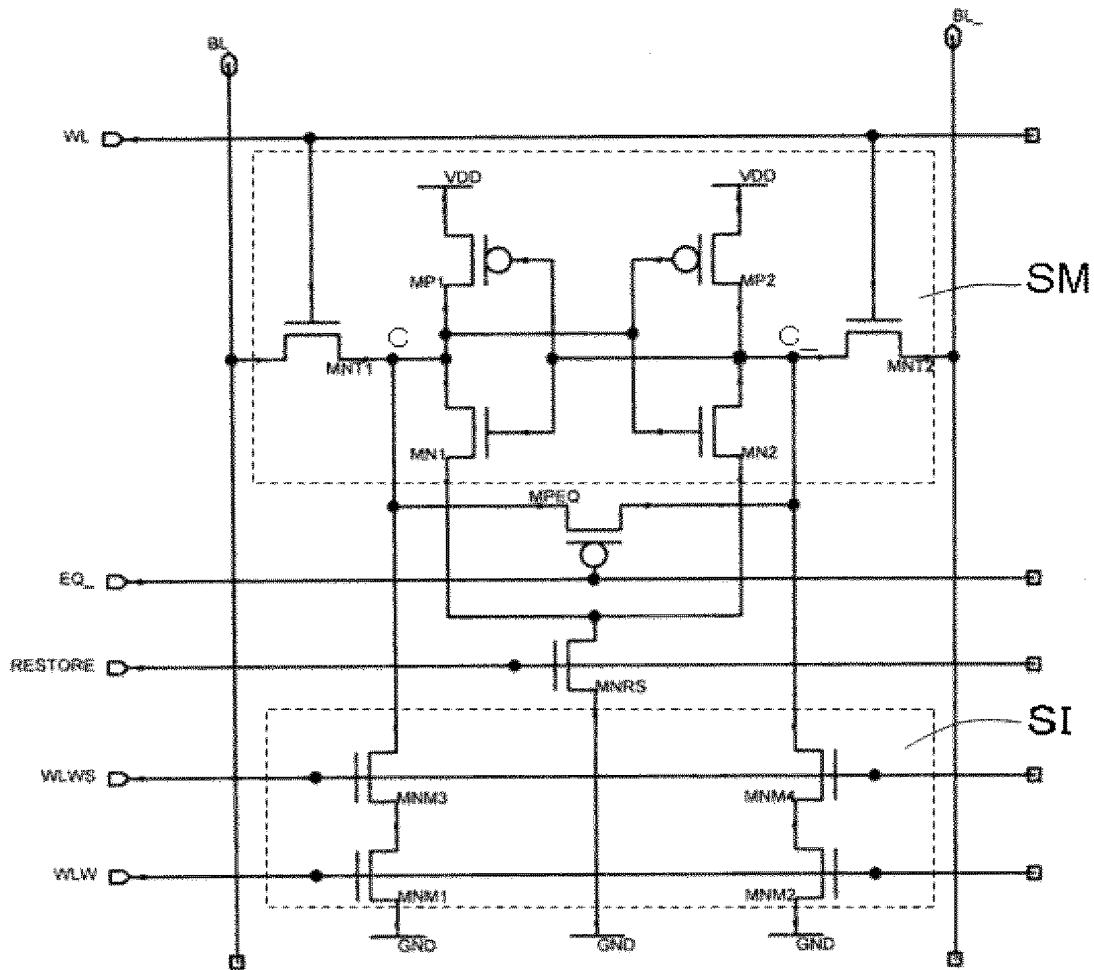 BL
BL_
WL
VDD
VDD
MP1
MP2
SM
C
C_
MNT1
MNT2
MN1
MN2
MPEQ
EQ_
RESTORE
MNRS
SI
WLWS
MNM3
MNM4
WLW
MNM1
MNM2
GND
GND
GND